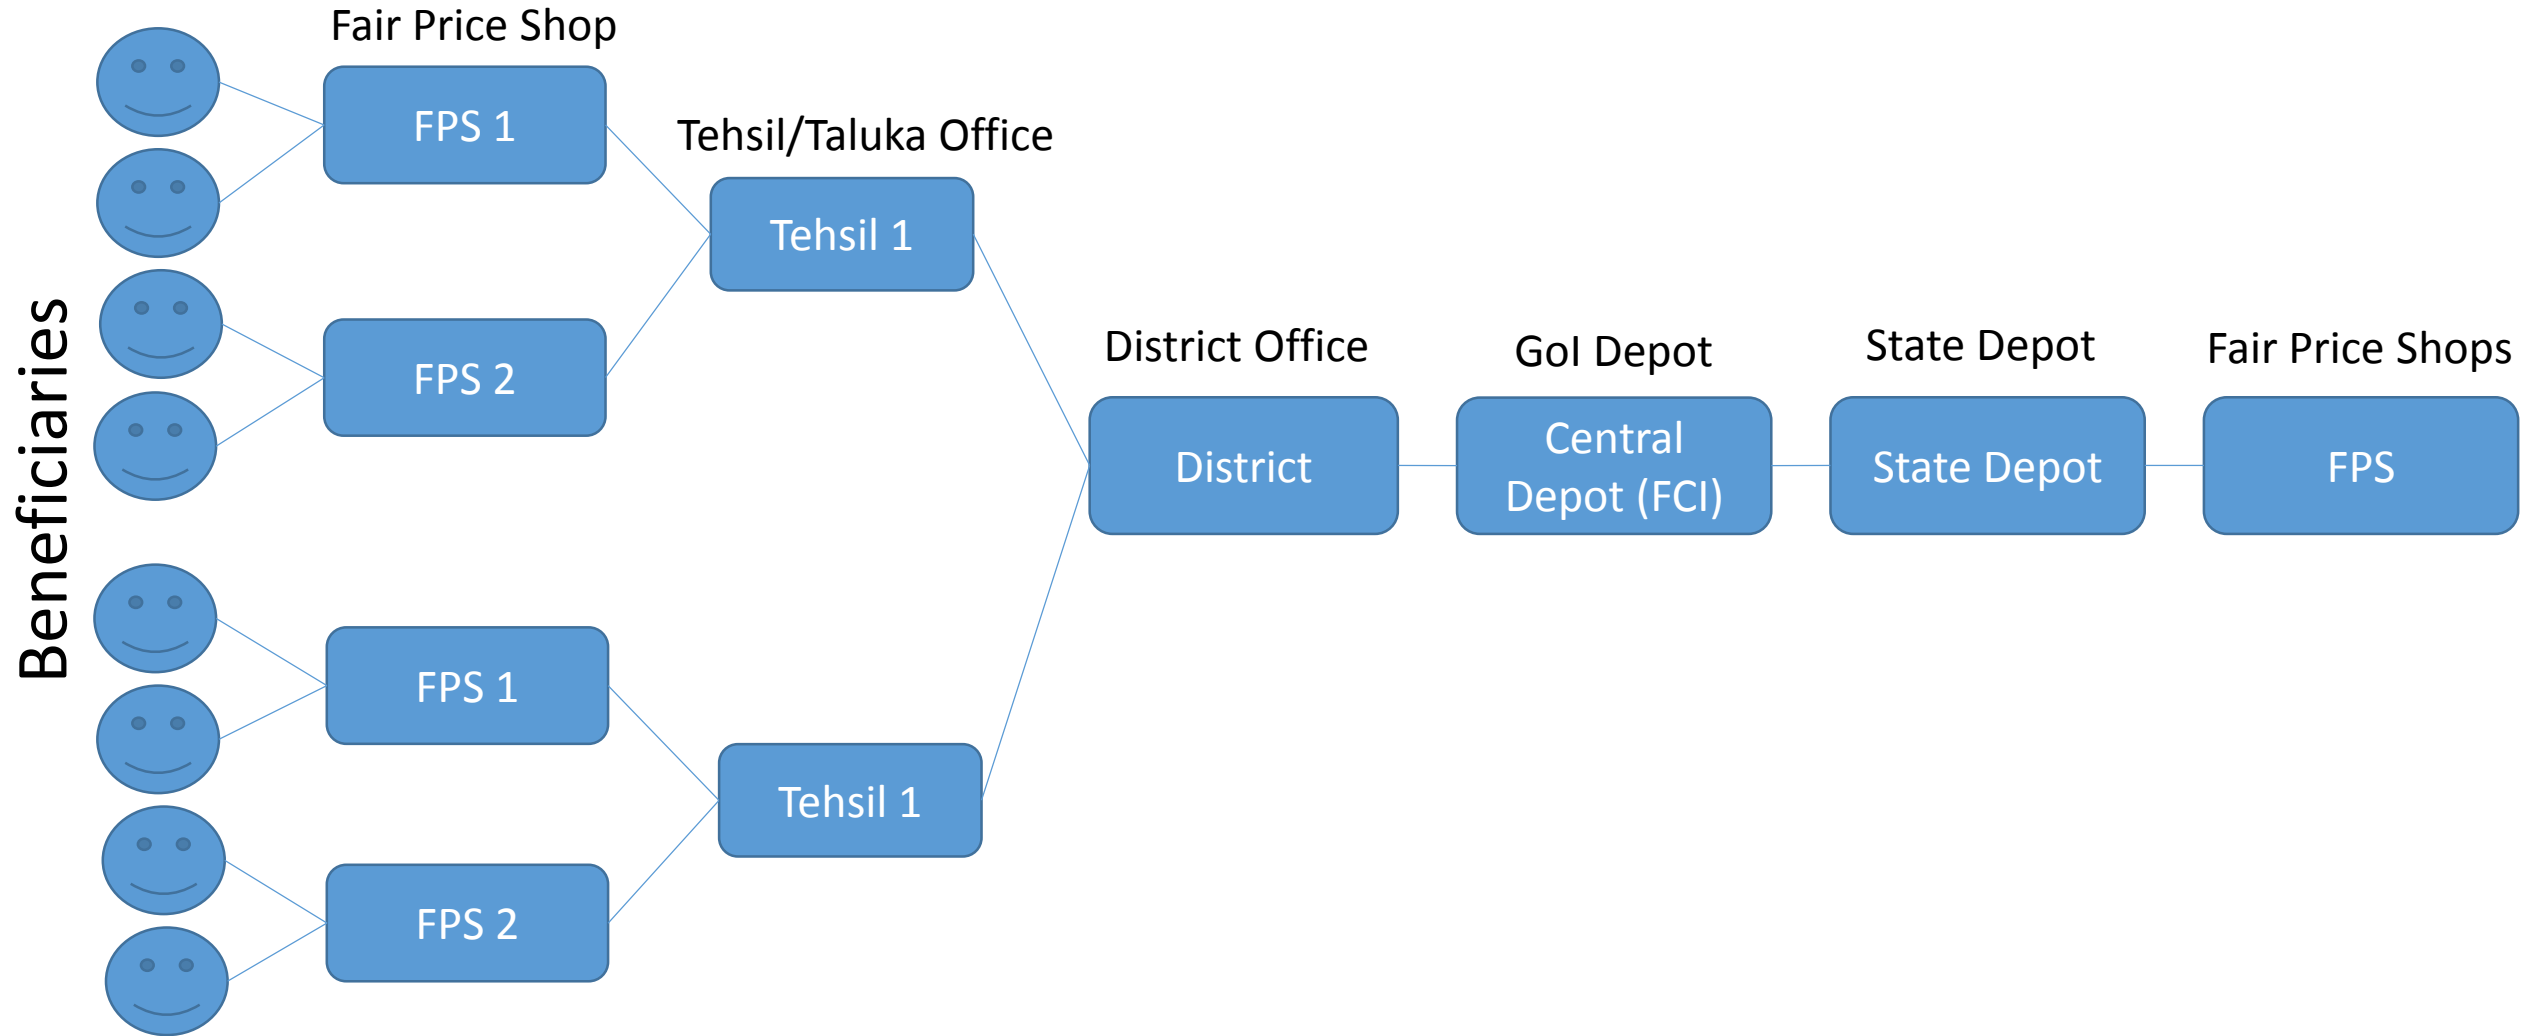 Beneficiaries
Fair Price Shop
FPS 1
FPS 2
FPS 1
FPS 2
Tehsil/Taluka Office
Tehsil 1
Tehsil 1
District Office
District
GoI Depot
Central
Depot (FCI)
State Depot
State Depot
Fair Price Shops
FPS